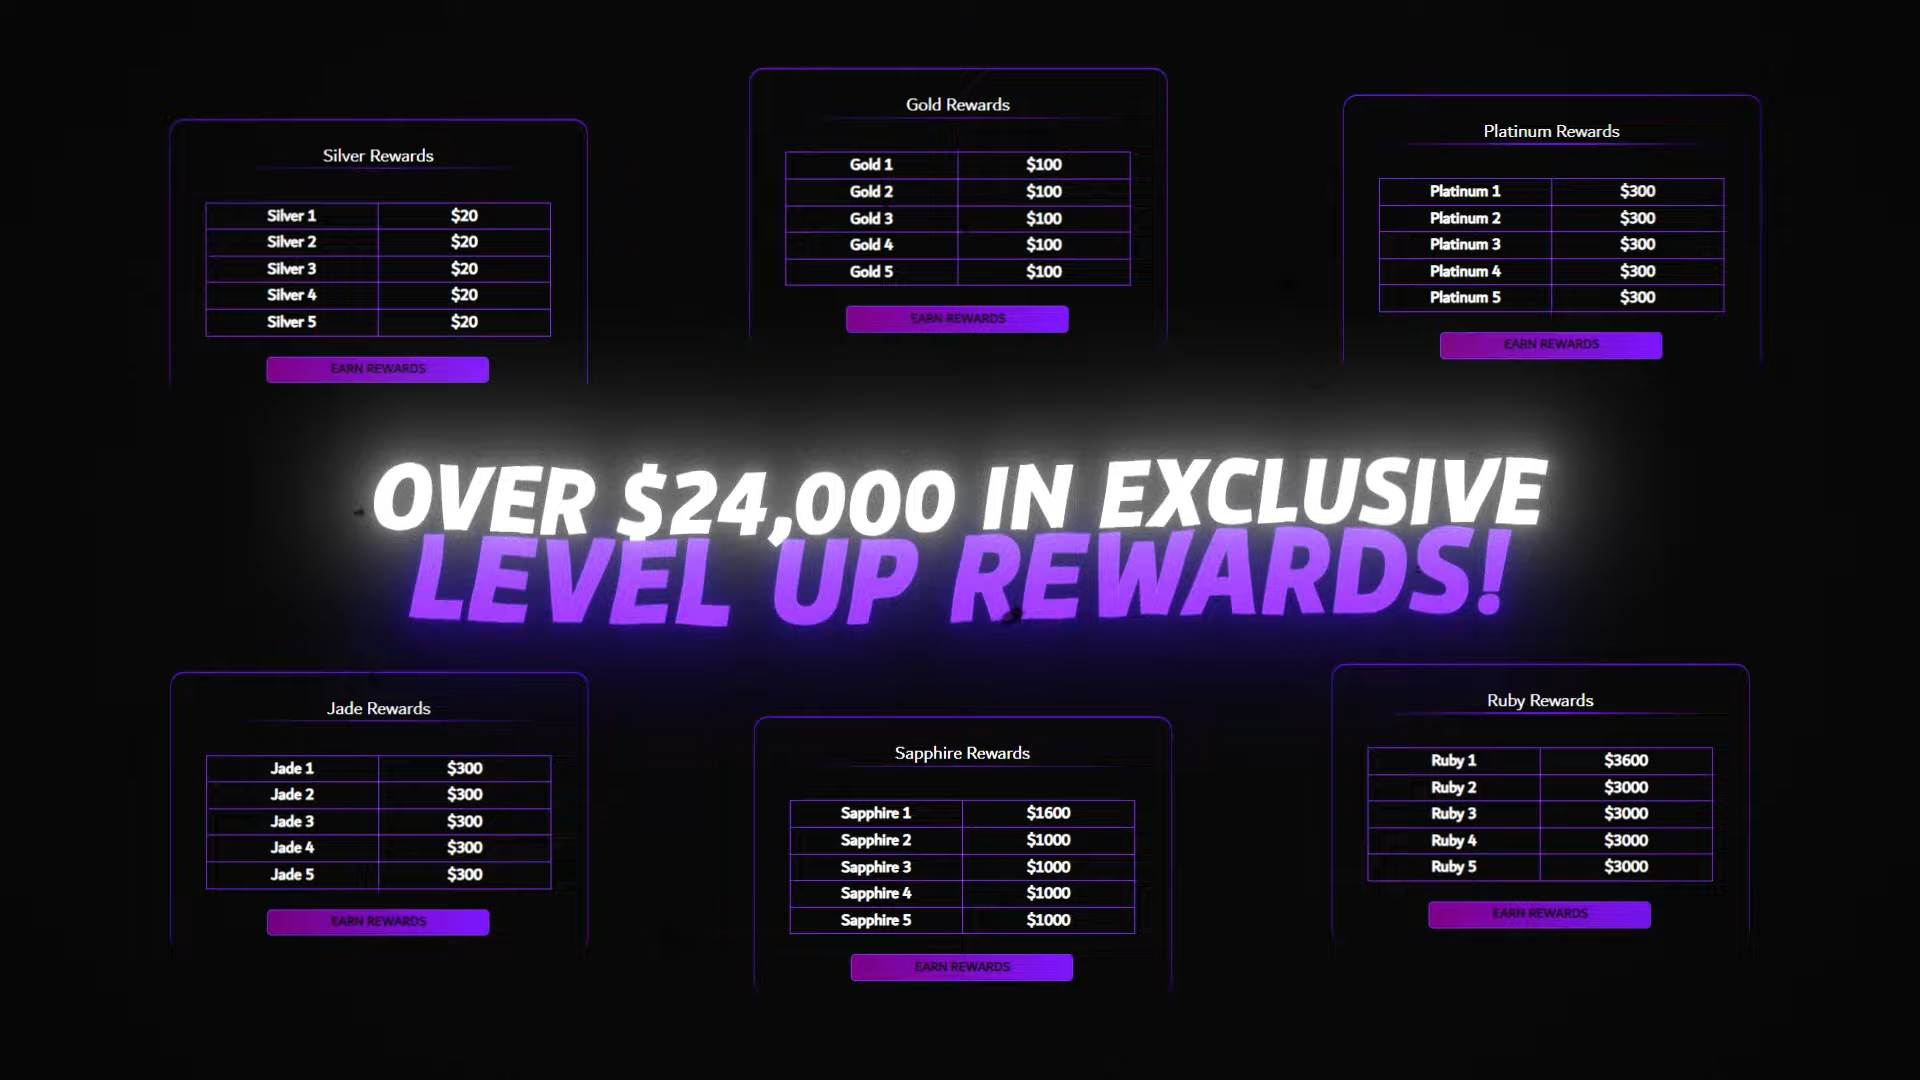 Silver Rewards
Silver 1 $20
Silver 2 $20
Silver 3 $20
Silver 4 $20
Silver 5 $20
EARN REWARDS
Gold Rewards
Gold 1 $100
Gold 2 $100
Gold 3 $100
Gold 4 $100
Gold 5 $100
EARN REWARDS
Platinum Rewards
Platinum 1 $300
Platinum 2 $300
Platinum 3 $300
Platinum 4 $300
Platinum 5 $300
EARN REWARDS
OVER $24,000 IN EXCLUSIVE
LEVEL UP REWARDS!
Jade Rewards
Jade 1 $300
Jade 2 $300
Jade 3 $300
Jade 4 $300
Jade 5 $300
EARN REWARDS
Sapphire Rewards
Sapphire 1 $1600
Sapphire 2 $1000
Sapphire 3 $1000
Sapphire 4 $1000
Sapphire 5 $1000
EARN REWARDS
Ruby Rewards
Ruby 1 $3600
Ruby 2 $3000
Ruby 3 $3000
Ruby 4 $3000
Ruby 5 $3000
EARN REWARDS